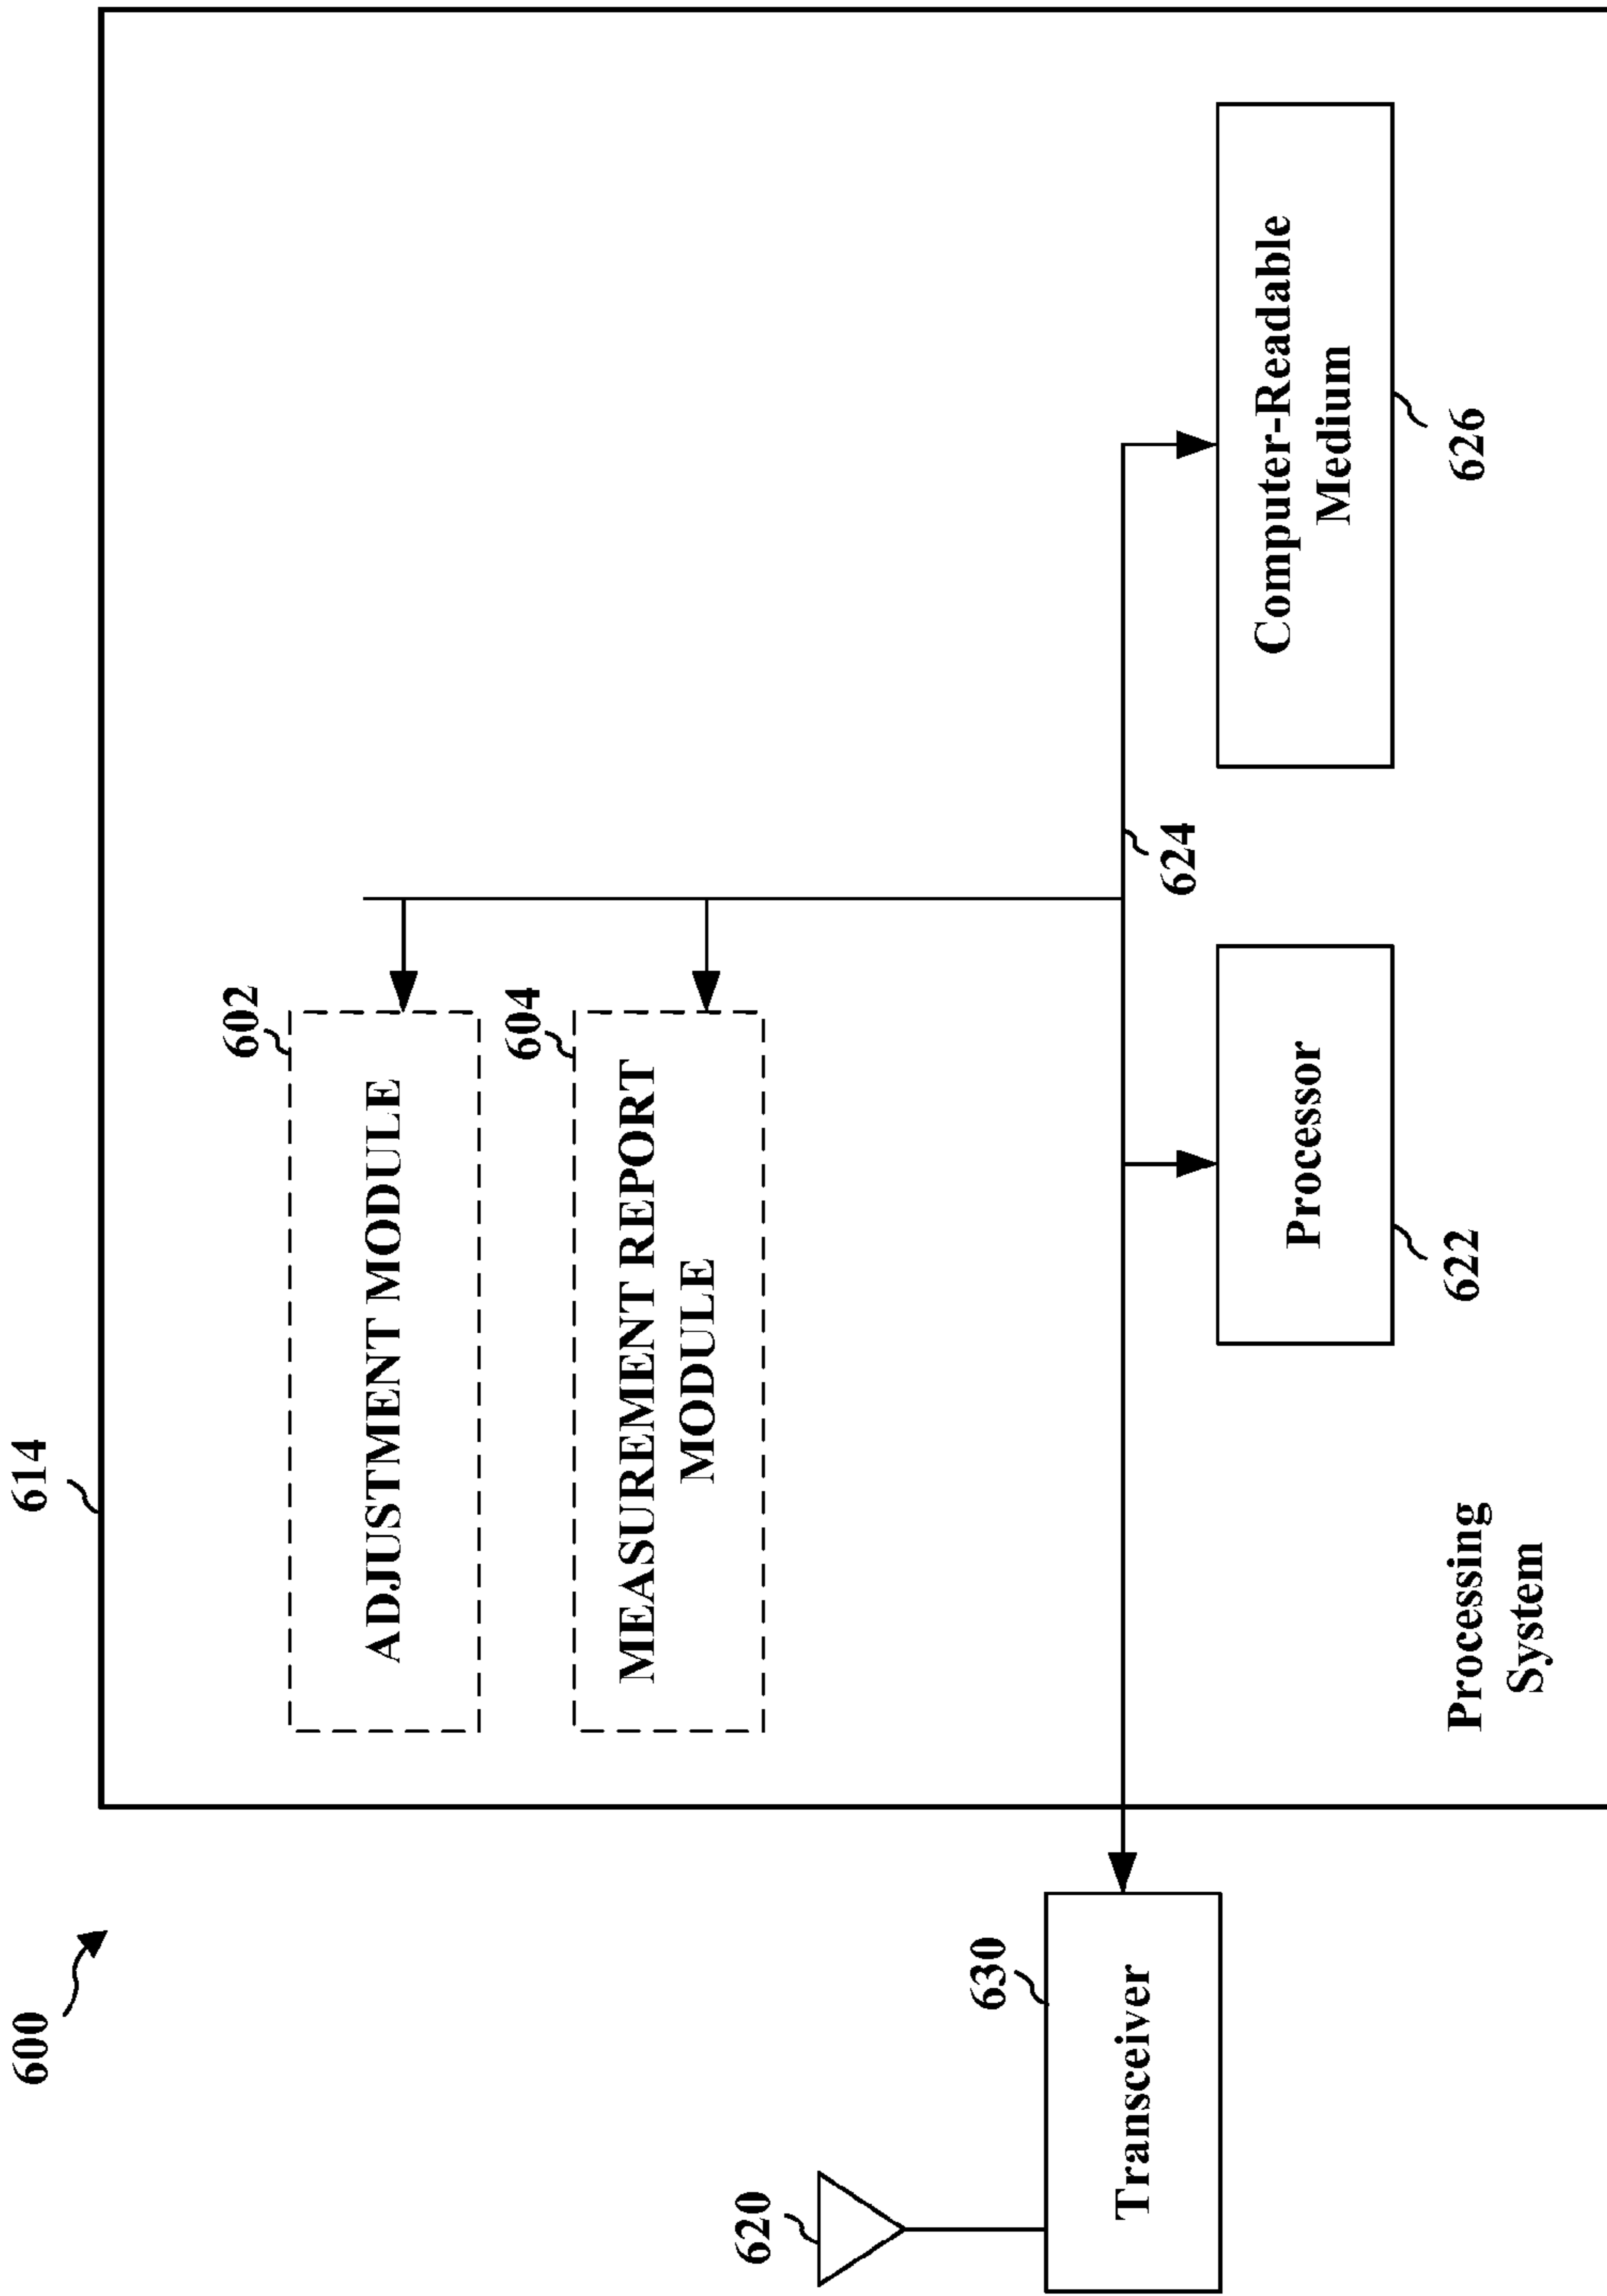 600
614
602
ADJUSTMENT MODULE
604
MEASUREMENT REPORT
MODULE
620
630
Transceiver
624
Processor
622
Computer-Readable
Medium
626
Processing
System